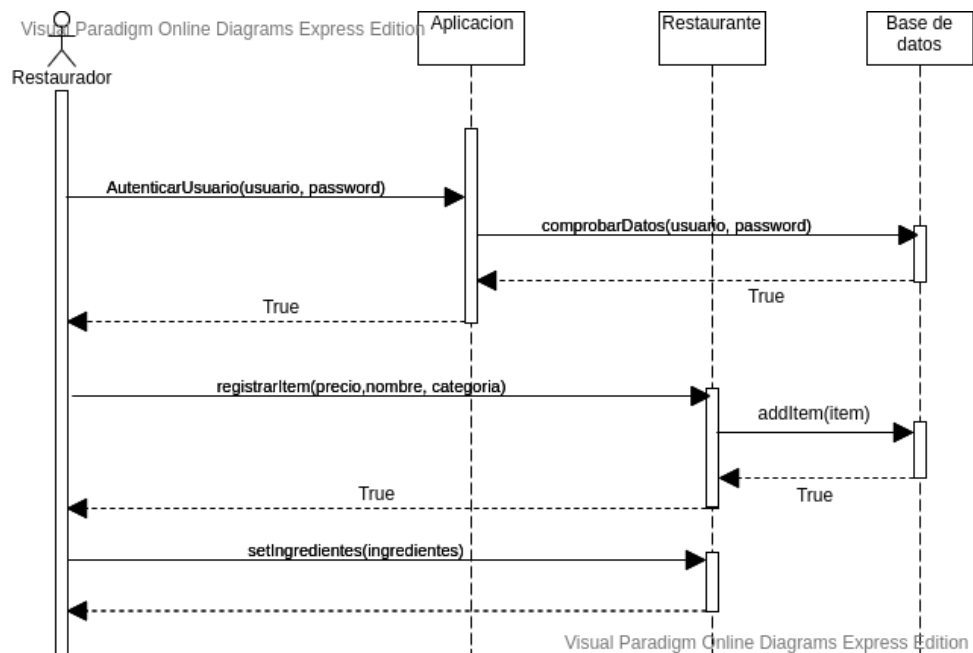 Visual Paradigm Online Diagrams Express Edition
Aplicacion
Restaurante
Base de
datos
Restaurador
AutenticarUsuario(usuario, password)
comprobarDatos(usuario, password)
True
True
registrarItem(precio,nombre, categoria)
addItem(item)
True
True
setIngredientes(ingredientes)
Visual Paradigm Online Diagrams Express Edition